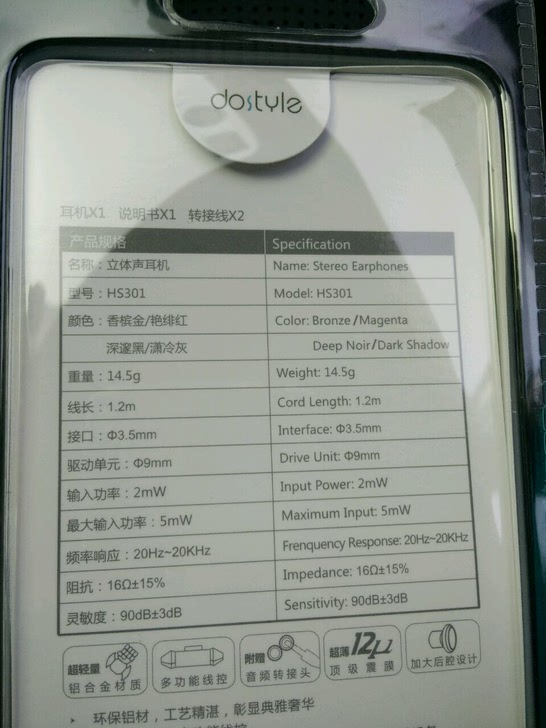 dostyle
耳机X1 说明书X1 转接线X2
产品规格 Specification
名称：立体声耳机 Name: Stereo Earphones
型号：HS301 Model: HS301
颜色：香槟金/艳绯红 Color: Bronze/Magenta
深邃黑/潇冷灰 Deep Noir/Dark Shadow
重量：14.5g Weight: 14.5g
线长：1.2m Cord Length: 1.2m
接口：Φ3.5mm Interface: Φ3.5mm
驱动单元：Φ9mm Drive Unit: Φ9mm
输入功率：2mW Input Power: 2mW
最大输入功率：5mW Maximum Input: 5mW
频率响应：20Hz~20KHz Frenquency Response: 20Hz~20KHz
阻抗：16Ω±15% Impedance: 16Ω±15%
灵敏度：90dB±3dB Sensitivity: 90dB±3dB
超轻量
铝合金材质
多功能线控
附赠
音频转接头
超薄12μ
顶级震膜
加大后腔设计
环保铝材，工艺精湛，彰显典雅奢华